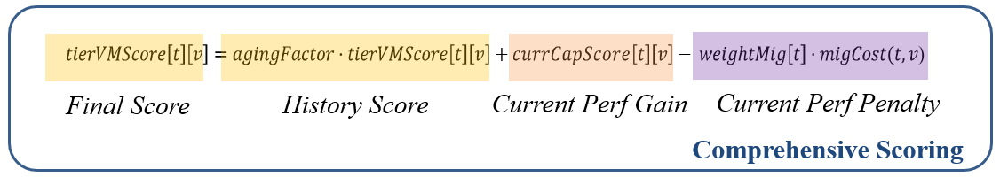 tierVMScore[t][v] = agingFactor · tierVMScore[t][v] + currCapScore[t][v] − weightMig[t] · migCost(t, v)
Final Score History Score Current Perf Gain Current Perf Penalty
Comprehensive Scoring